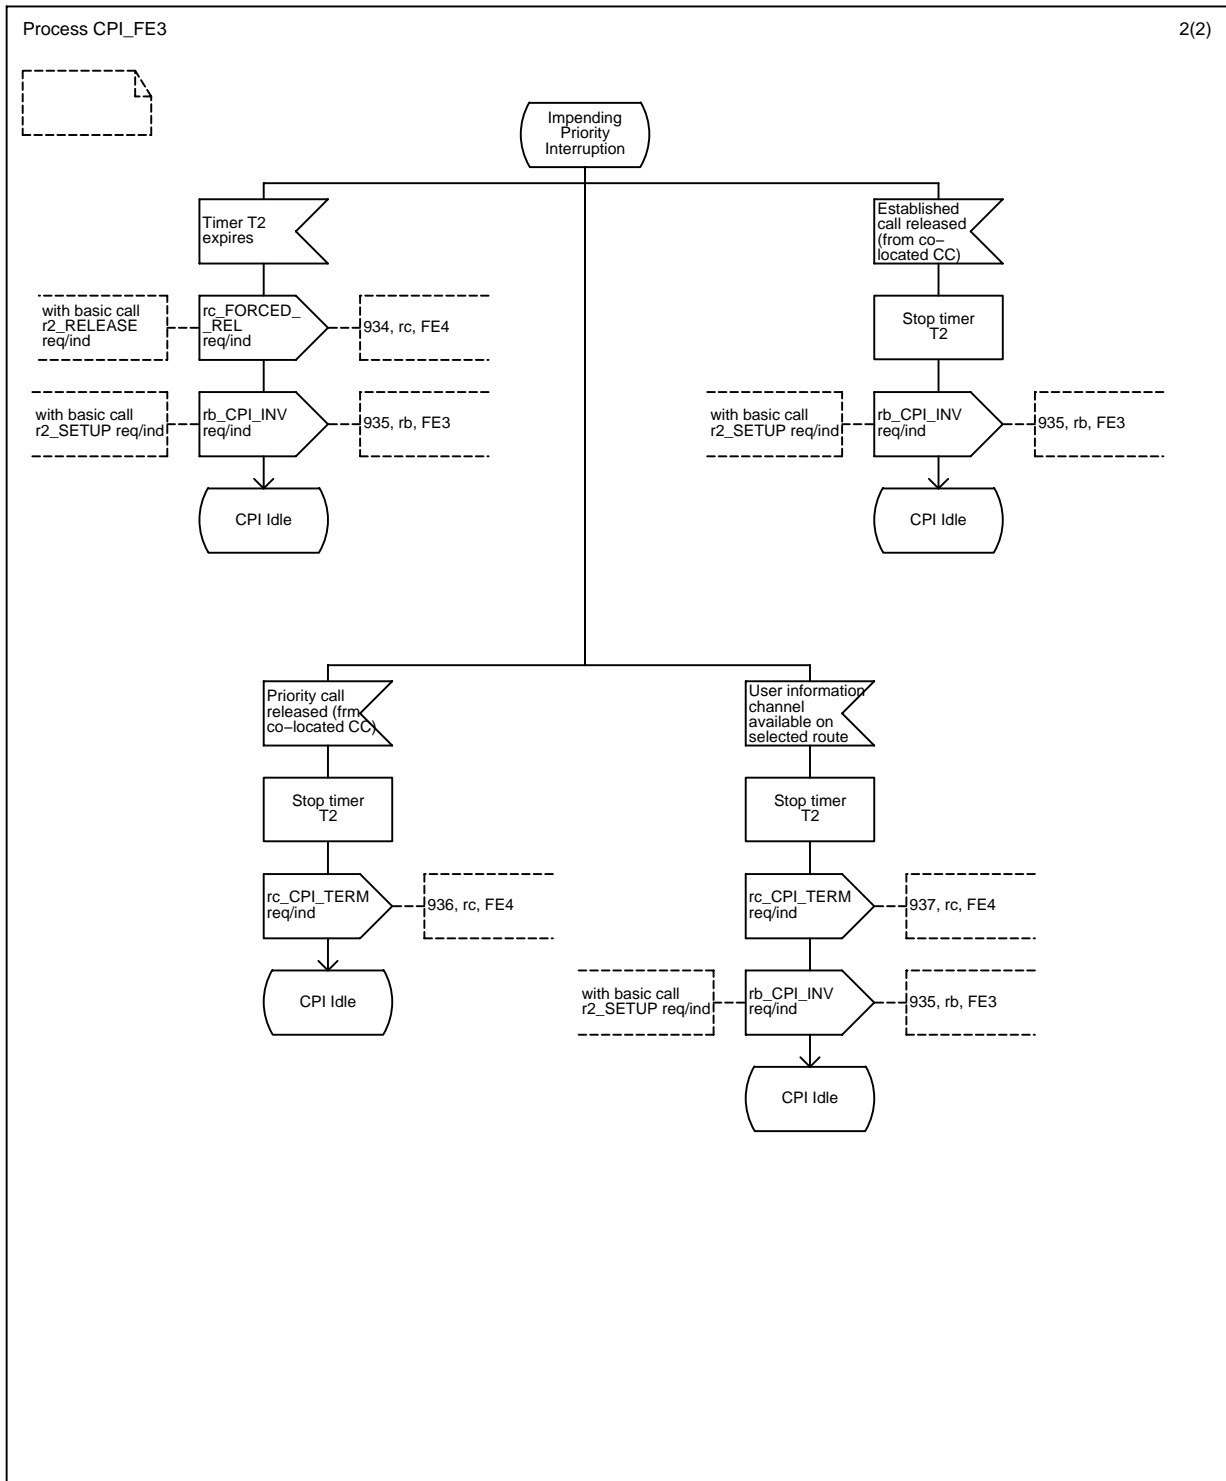 Process CPI_FE3
2(2)
Impending
Priority
Interruption
Timer T2
expires
Established
call released
(from co–
located CC)
with basic call
r2_RELEASE
req/ind
rc_FORCED_
_REL
req/ind
934, rc, FE4
Stop timer
T2
with basic call
r2_SETUP req/ind
rb_CPI_INV
req/ind
935, rb, FE3
with basic call
r2_SETUP req/ind
rb_CPI_INV
req/ind
935, rb, FE3
CPI Idle
CPI Idle
Priority call
released (frm
co–located CC)
User information
channel
available on
selected route
Stop timer
T2
Stop timer
T2
rc_CPI_TERM
req/ind
936, rc, FE4
rc_CPI_TERM
req/ind
937, rc, FE4
CPI Idle
with basic call
r2_SETUP req/ind
rb_CPI_INV
req/ind
935, rb, FE3
CPI Idle